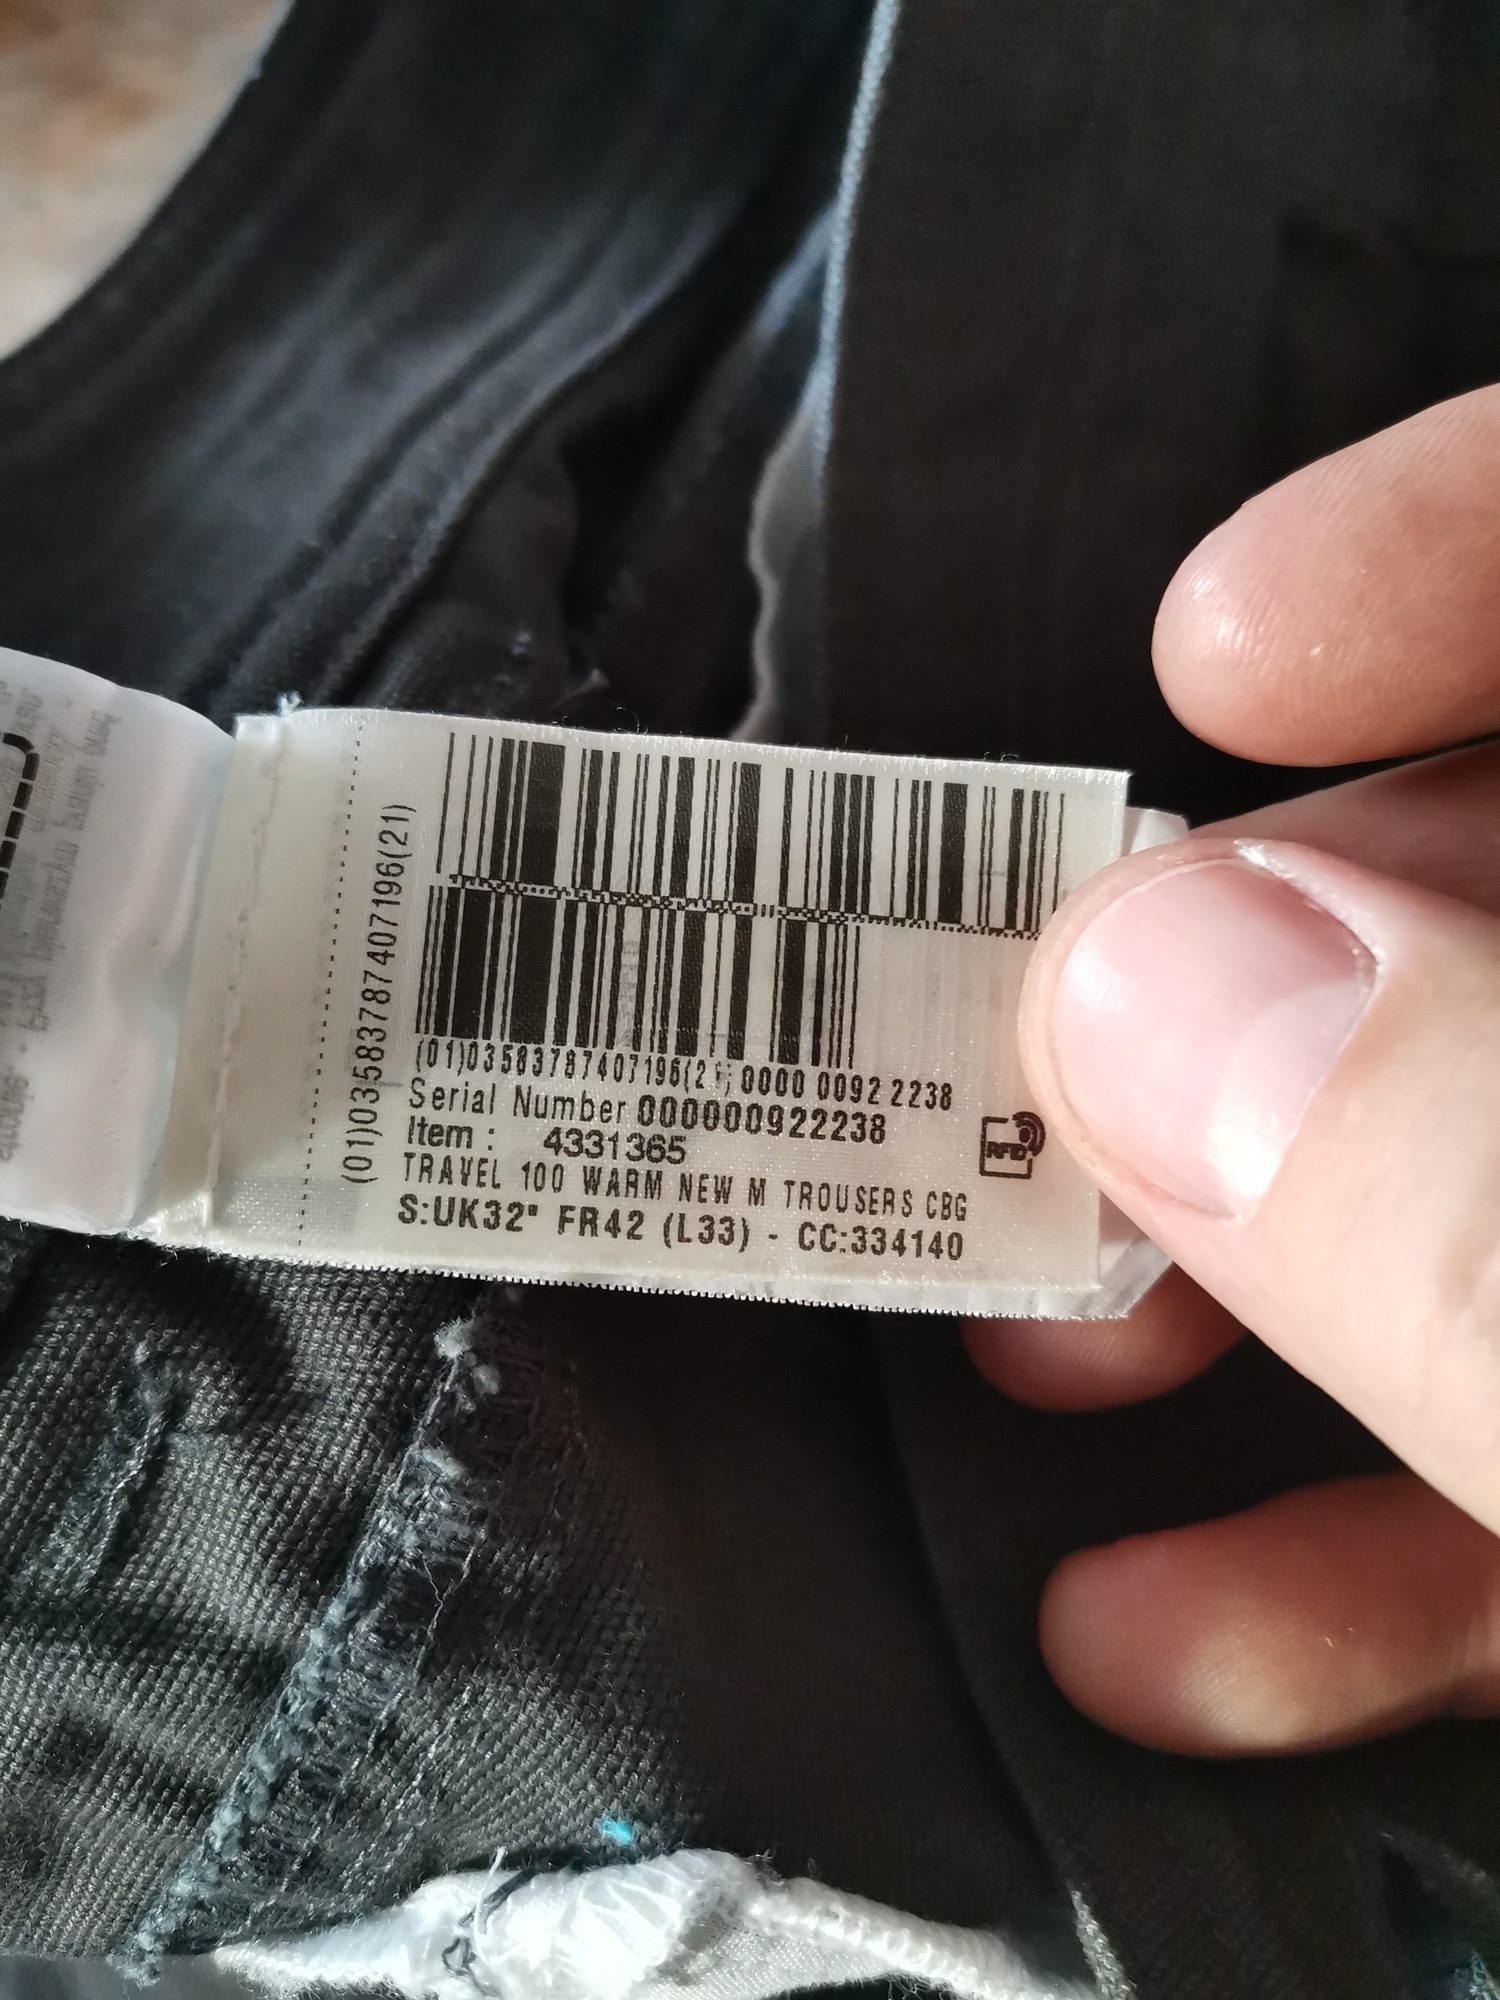 (01)03583787407196(21)
(01)03583787407196(21) 0000 0092 2238
Serial Number 000000922238
Item : 4331365
RFID
TRAVEL 100 WARM NEW M TROUSERS CBG
S:UK32" FR42 (L33) - CC:334140